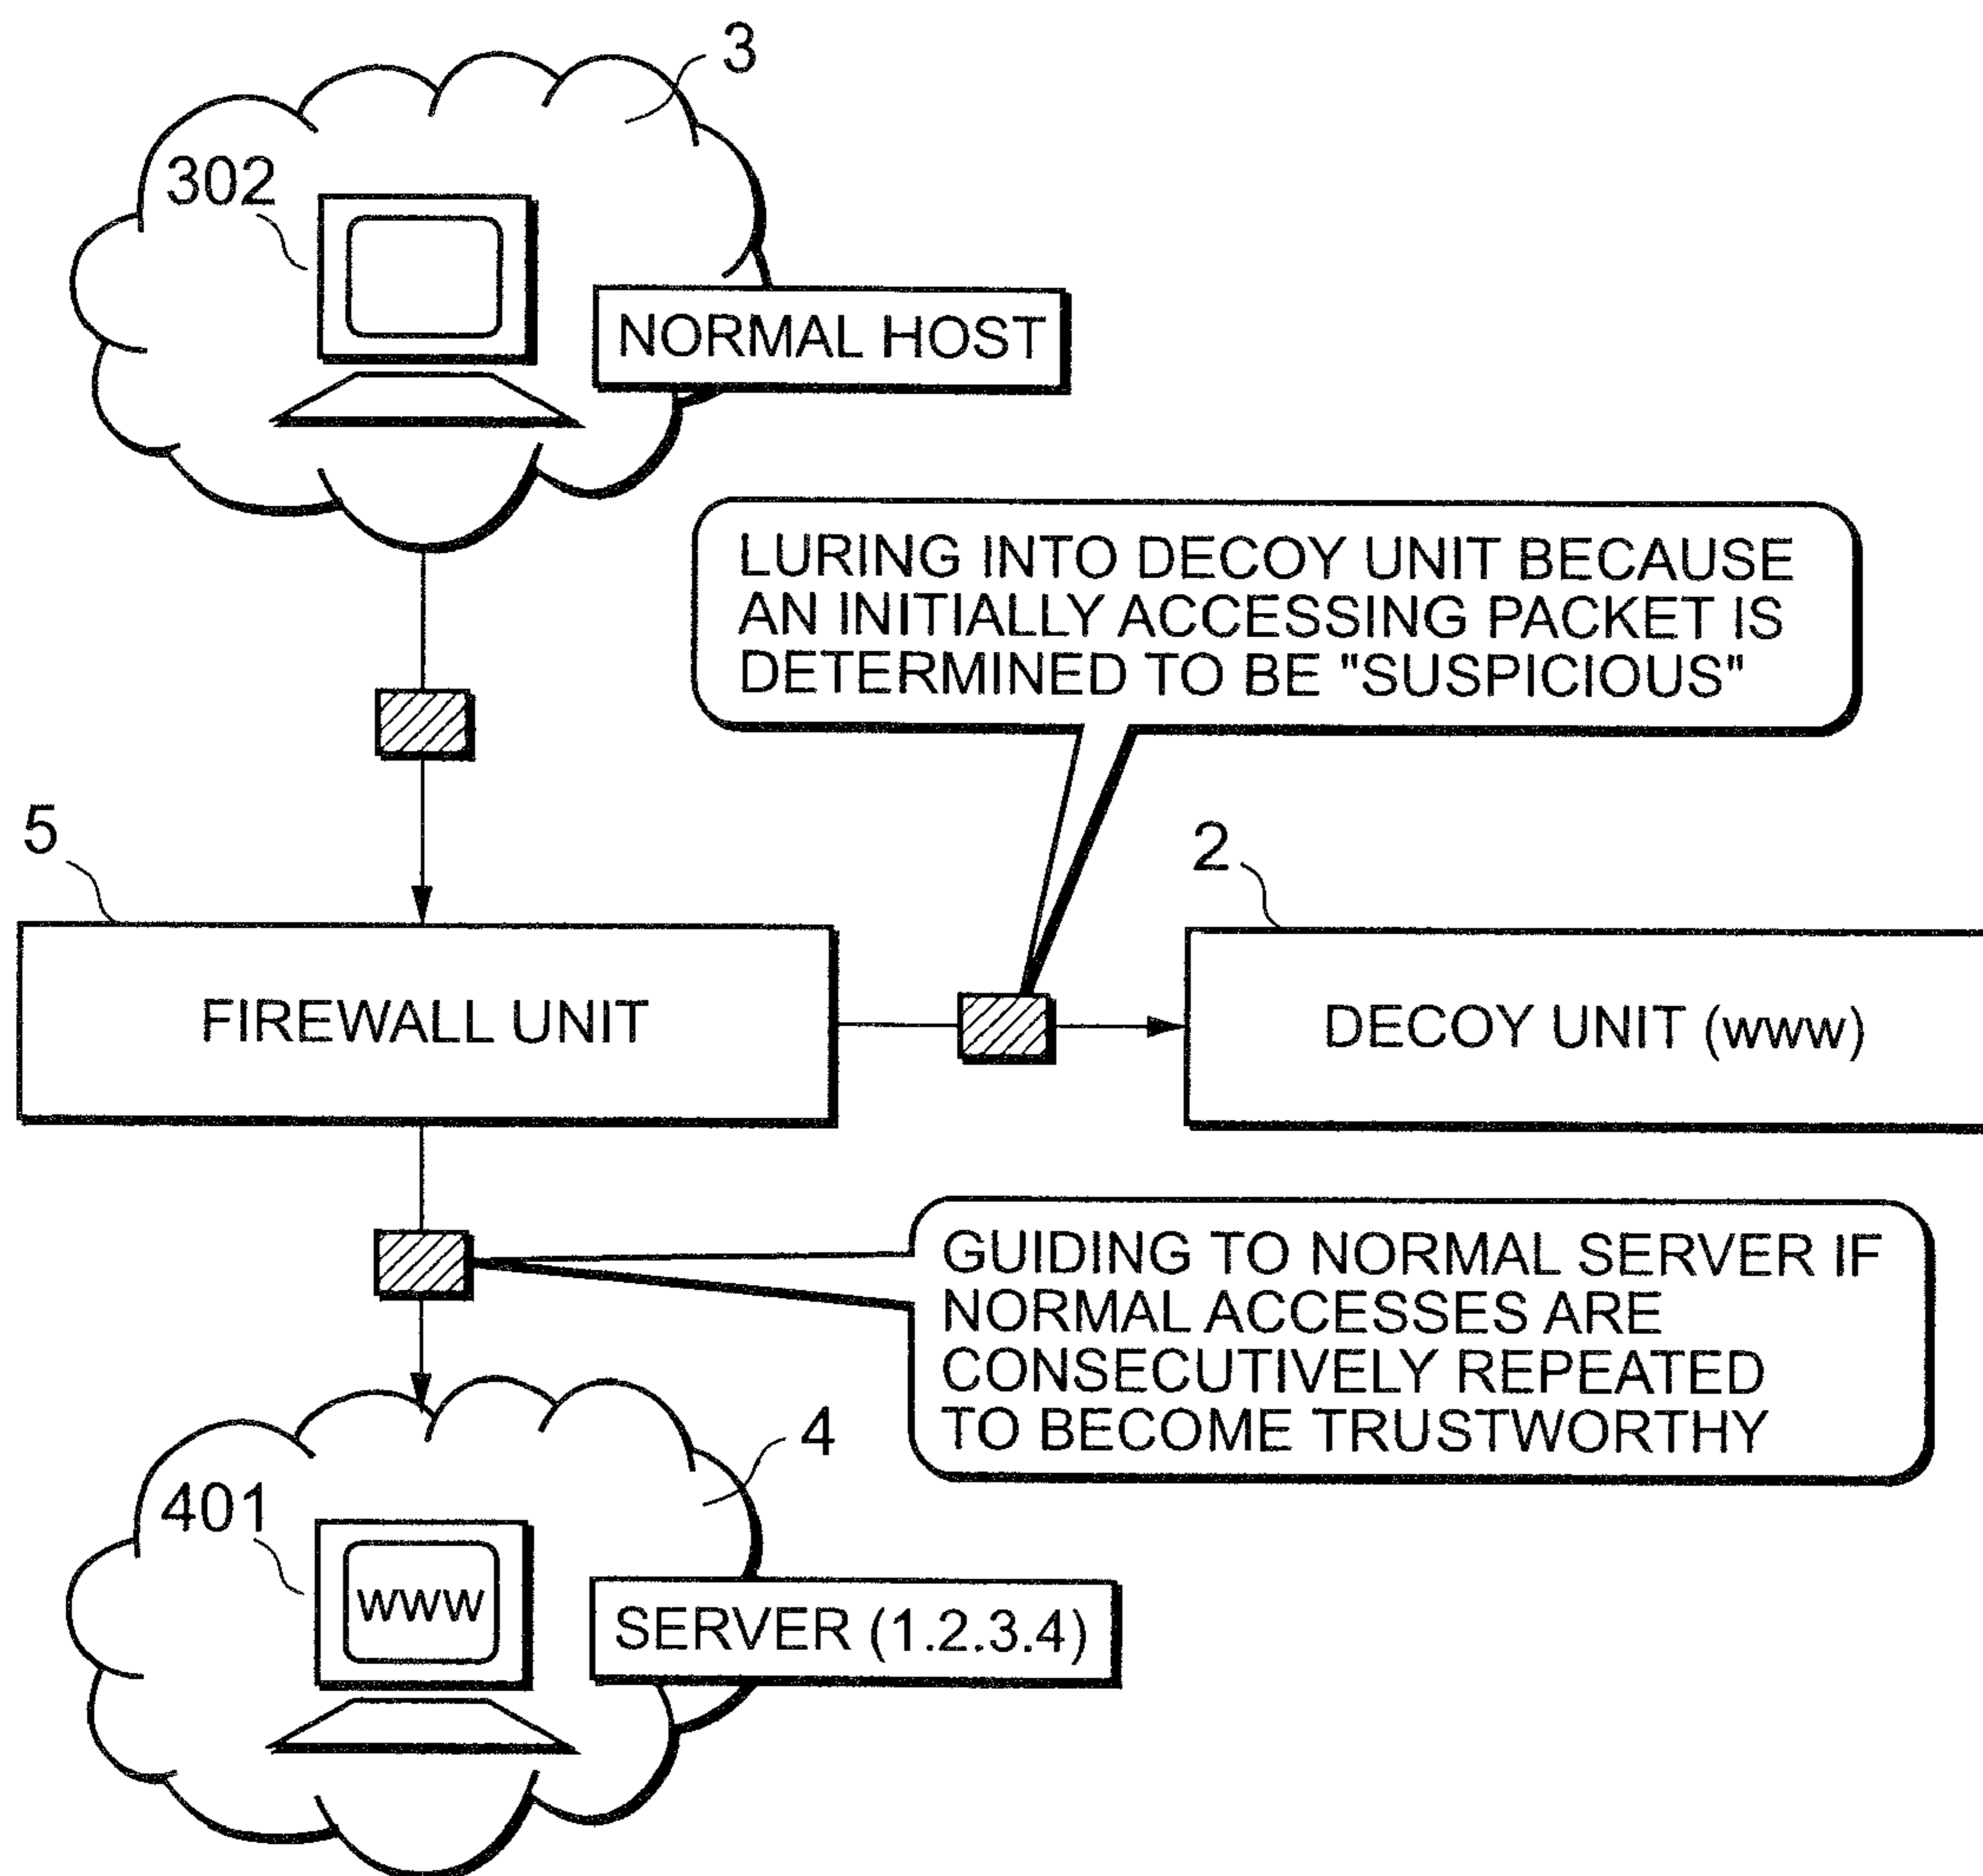 3
302
NORMAL HOST
LURING INTO DECOY UNIT BECAUSE
AN INITIALLY ACCESSING PACKET IS
DETERMINED TO BE "SUSPICIOUS"
5
2
FIREWALL UNIT
DECOY UNIT (www)
GUIDING TO NORMAL SERVER IF
NORMAL ACCESSES ARE
CONSECUTIVELY REPEATED
TO BECOME TRUSTWORTHY
4
401
www
SERVER (1.2.3.4)